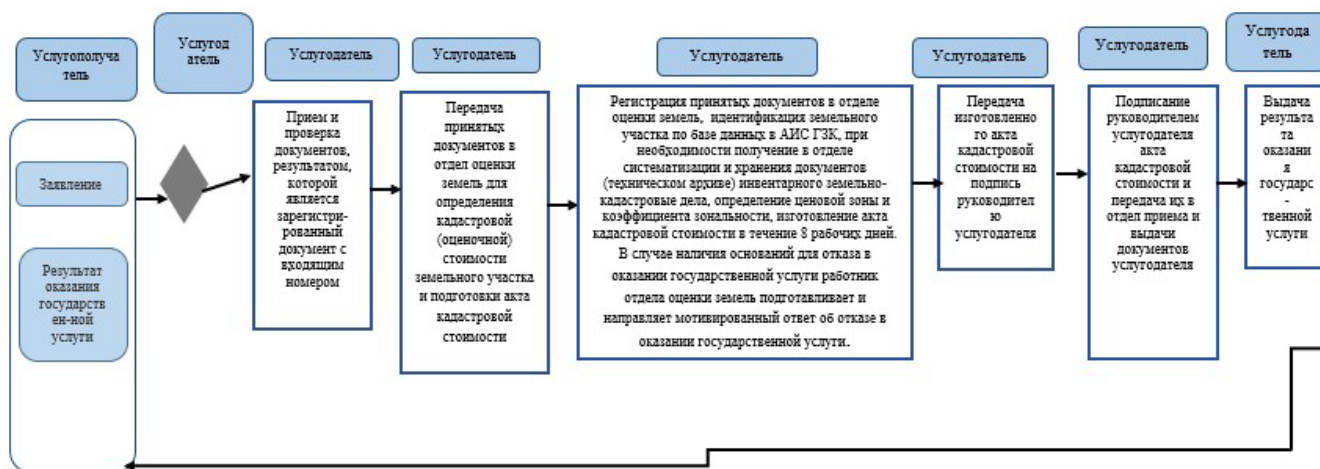 Услугополуча
тель
Услугод
атель
Услугодатель
Услугодатель
Услугодатель
Услугодатель
Услугодатель
Услугода
тель
Заявление
Результат
оказания
государств
ен-ной
услуги
Прием и
проверка
документов,
результатом,
которой
является
зарегистри-
рованный
документ с
входящим
номером
Передача
принятых
документов в
отдел оценки
земель для
определения
кадастровой
(оценочной)
стоимости
земельного участка
и подготовки акта
кадастровой
стоимости
Регистрация принятых документов в отделе
оценки земель, идентификация земельного
участка по базе данных в АИС ГЗК, при
необходимости получение в отделе
систематизации и хранения документов
(техническом архиве) инвентарного земельно-
кадастровые дела, определение ценовой зоны и
коэффициента зональности, изготовление акта
кадастровой стоимости в течение 8 рабочих дней.
В случае наличия оснований для отказа в
оказании государственной услуги работник
отдела оценки земель подготавливает и
направляет мотивированный ответ об отказе в
оказании государственной услуги.
Передача
изготовленн
ого акта
кадастровой
стоимости на
подпись
руководител
ю
услугодателя
Подписание
руководителем
услугодателя
акта
кадастровой
стоимости и
передача их в
отдел приема и
выдачи
документов
услугодателя
Выдача
результа
та
оказани
я
государс
-
твенной
услуги